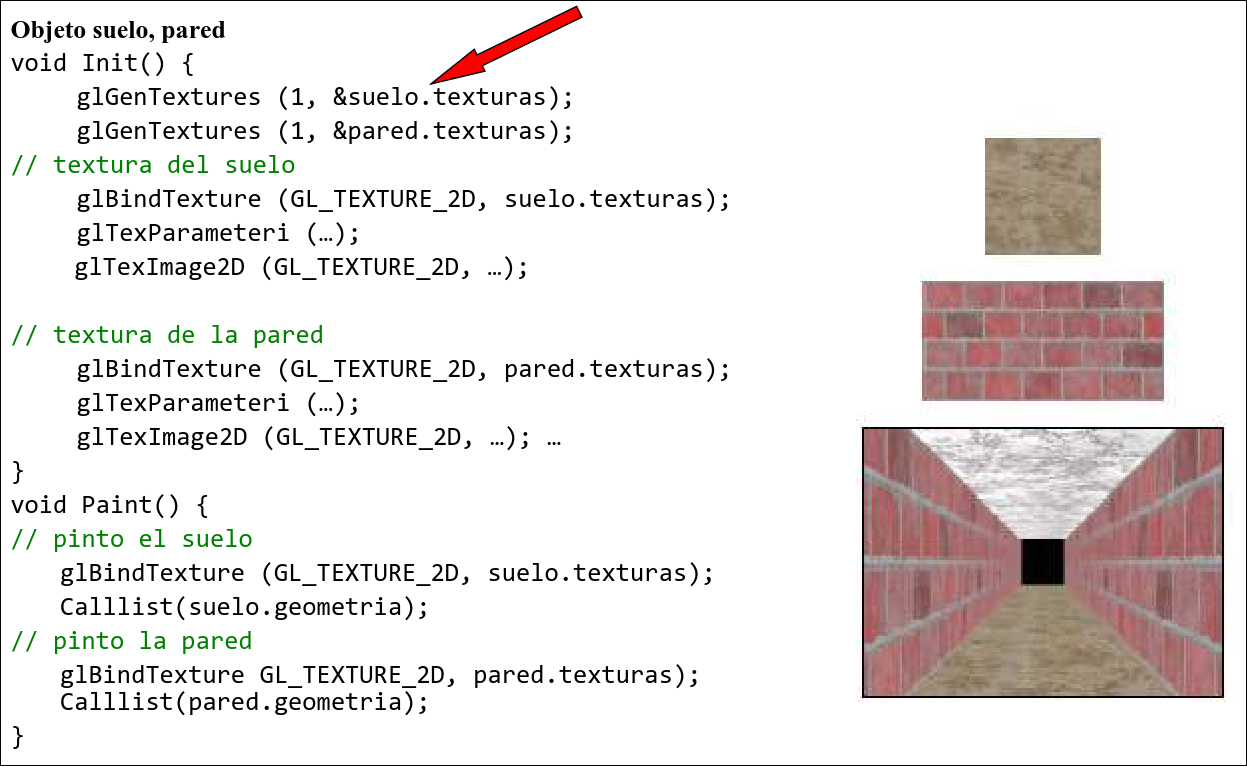 Objeto suelo, pared
void Init() {
glGenTextures (1, &suelo.texturas);
glGenTextures (1, &pared.texturas);
// textura del suelo
glBindTexture (GL_TEXTURE_2D, suelo.texturas);
glTexParameteri (…);
glTexImage2D (GL_TEXTURE_2D, …);
// textura de la pared
glBindTexture (GL_TEXTURE_2D, pared.texturas);
glTexParameteri (…);
glTexImage2D (GL_TEXTURE_2D, …); …
}
void Paint() {
// pinto el suelo
glBindTexture (GL_TEXTURE_2D, suelo.texturas);
Calllist(suelo.geometria);
// pinto la pared
glBindTexture GL_TEXTURE_2D, pared.texturas);
Calllist(pared.geometria);
}